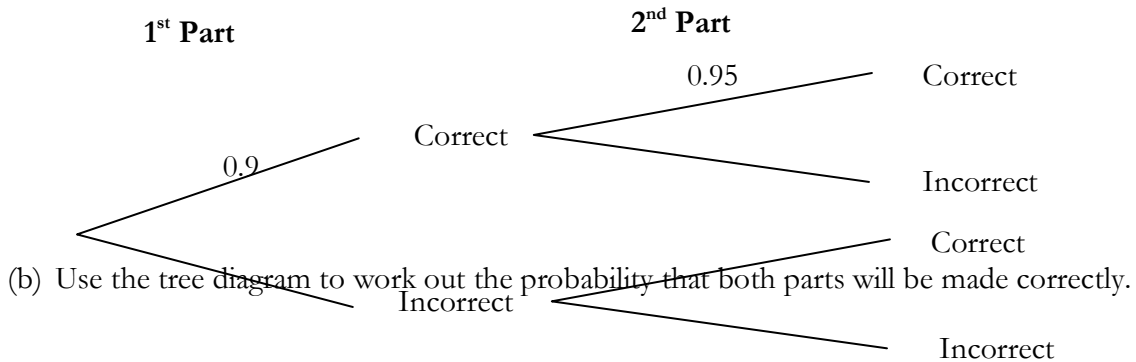 1st Part
2nd Part
0.95
Correct
Correct
0.9
Incorrect
Correct
(b) Use the tree diagram to work out the probability that both parts will be made correctly.
Incorrect
Incorrect